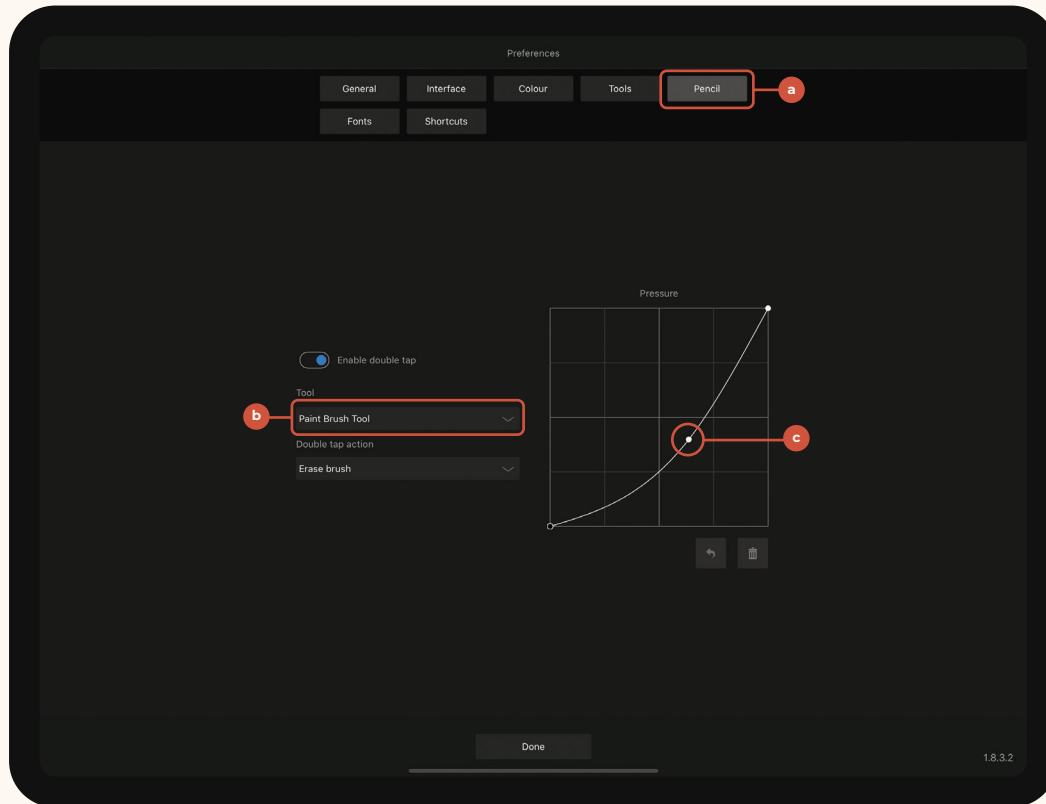 Preferences
General Interface Colour Tools Pencil
a
Fonts Shortcuts
Pressure
Enable double tap
Tool
b
Paint Brush Tool
c
Double tap action
Erase brush
Done
1.8.3.2